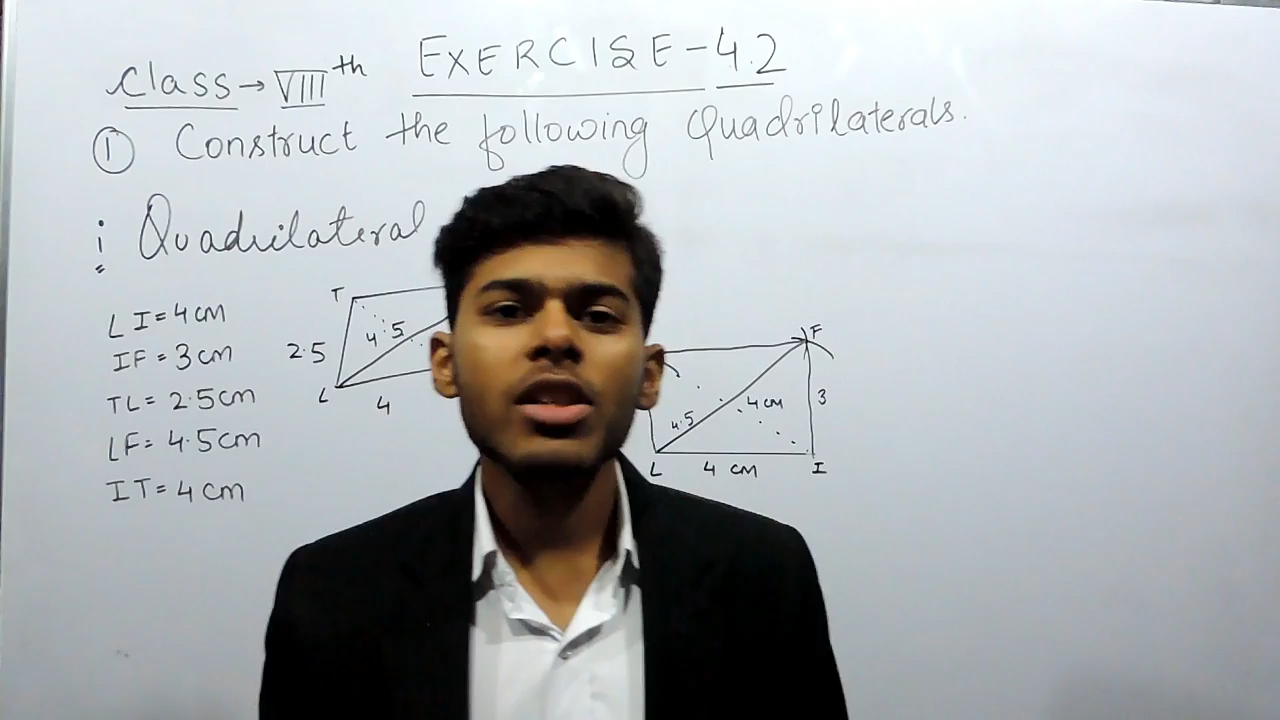 Class → VIIIth EXERCISE - 4.2
① Construct the following Quadrilaterals.
i Quadrilateral
LI = 4 cm
IF = 3 cm
TL = 2.5 cm
LF = 4.5 cm
IT = 4 cm
T
4.5
2.5
L
4
F
4 cm
3
4.5
L 4 cm I